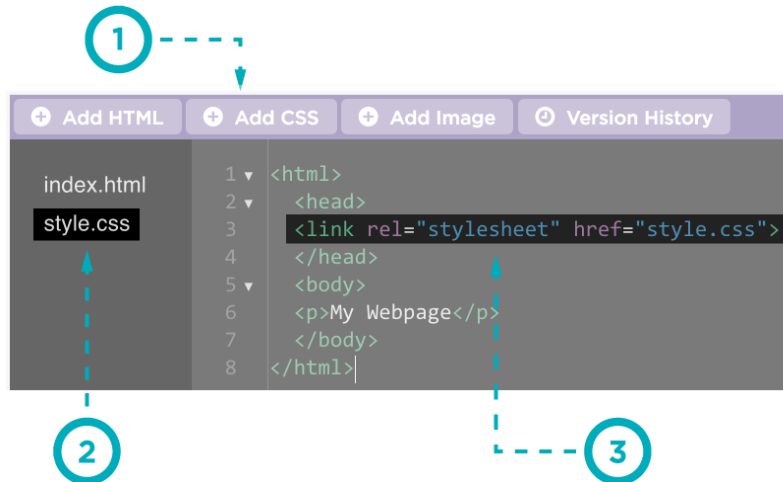 1
Add HTML Add CSS Add Image Version History
index.html
style.css
1 <html>
2 <head>
3 <link rel="stylesheet" href="style.css">
4 </head>
5 <body>
6 <p>My Webpage</p>
7 </body>
8 </html>
2
3